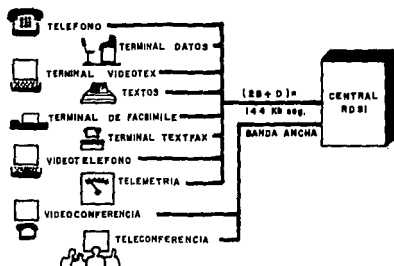 TELEFONO
TERMINAL DATOS
TERMINAL VIDEOTEX
TEXTOS
TERMINAL DE FACSIMILE
TERMINAL TEXTFAX
VIDEOTELEFONO
TELEMETRIA
VIDEOCONFERENCIA
TELECONFERENCIA
(2B + D)=
144 Kb seg.
BANDA ANCHA
CENTRAL
RDSI